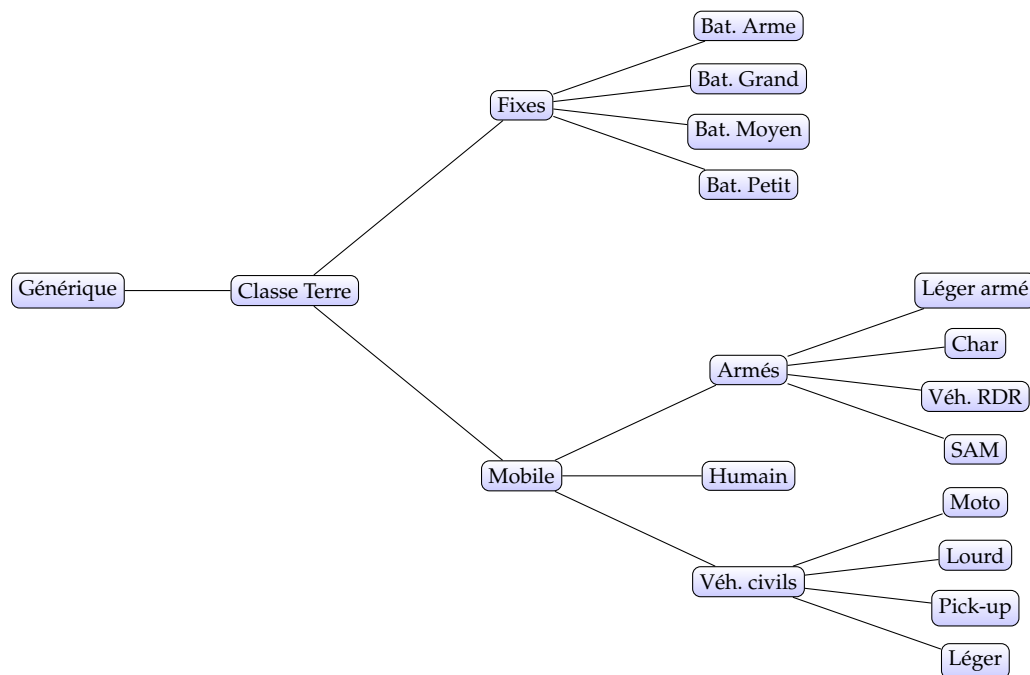 Bat. Arme
Bat. Grand
Fixes
Bat. Moyen
Bat. Petit
Générique
Classe Terre
Léger armé
Char
Armés
Véh. RDR
SAM
Mobile
Humain
Moto
Lourd
Véh. civils
Pick-up
Léger